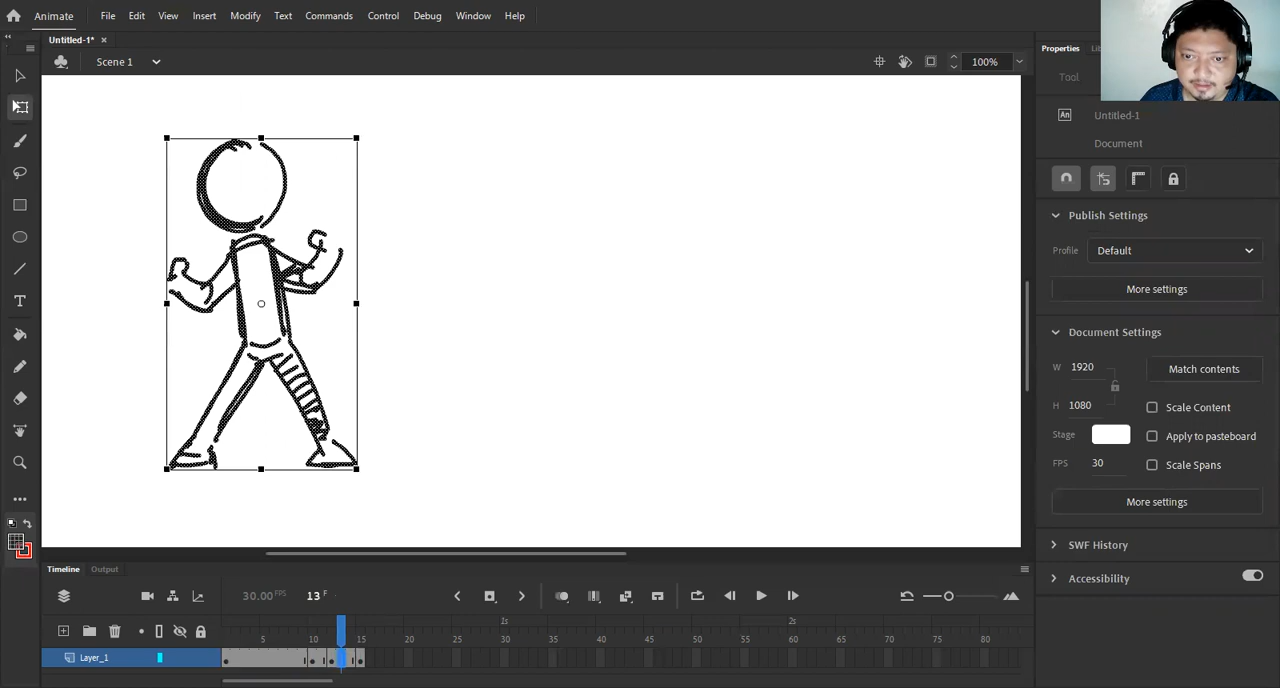 Animate File Edit View Insert Modify Text Commands Control Debug Window Help
Untitled-1* ×
Scene 1 100%
Properties
Tool
An Untitled-1
Document
Publish Settings
Profile Default
More settings
Document Settings
W 1920 Match contents
H 1080 Scale Content
Stage Apply to pasteboard
FPS 30 Scale Spans
More settings
SWF History
Accessibility
Timeline Output
30.00 FPS 13 F
1s 2s
5 10 15 20 25 30 35 40 45 50 55 60 65 70 75 80
Layer_1